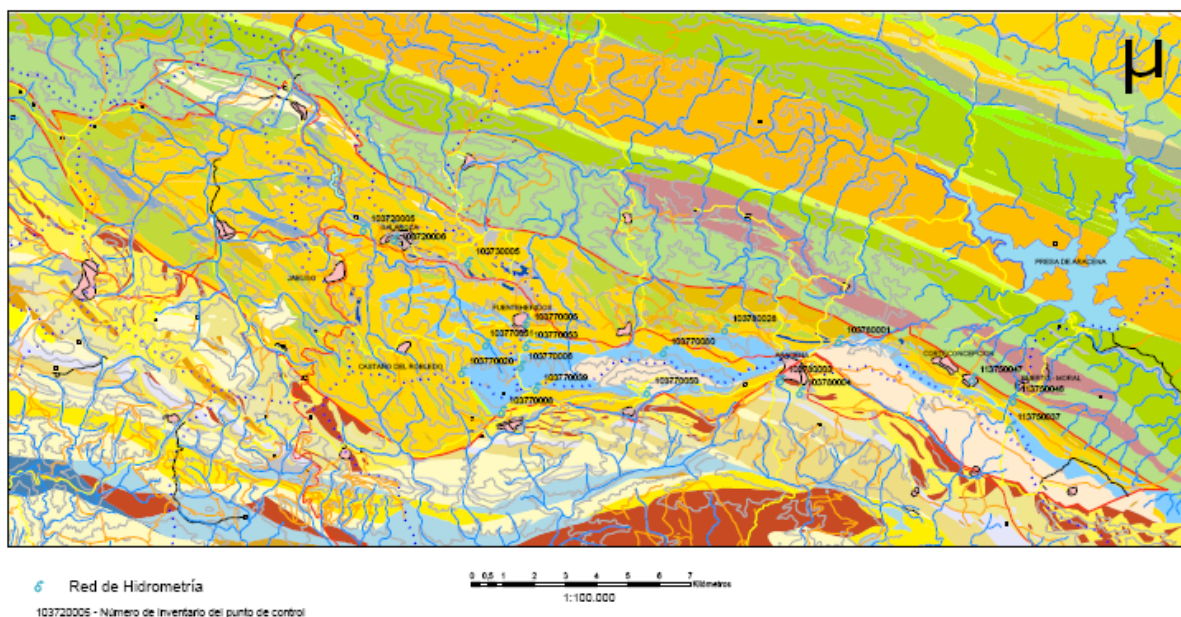 µ
103720005
GALAROZA
103720006
103730005
PRESA DE ARACENA
JABUGO
FUENTEHERIDOS
103770005
103780028
103770051
103770053
103770080
103780001
103770006
CASTAÑO DEL ROBLEDO
103770020
ARACENA
CORTECONCEPCION
113750047
103770039
103770050
103780004
113750046
103770008
113750037
Red de Hidrometría
103720005 - Número de Inventario del punto de control
0 0,5 1 2 3 4 5 6 7
Kilómetros
1:100.000